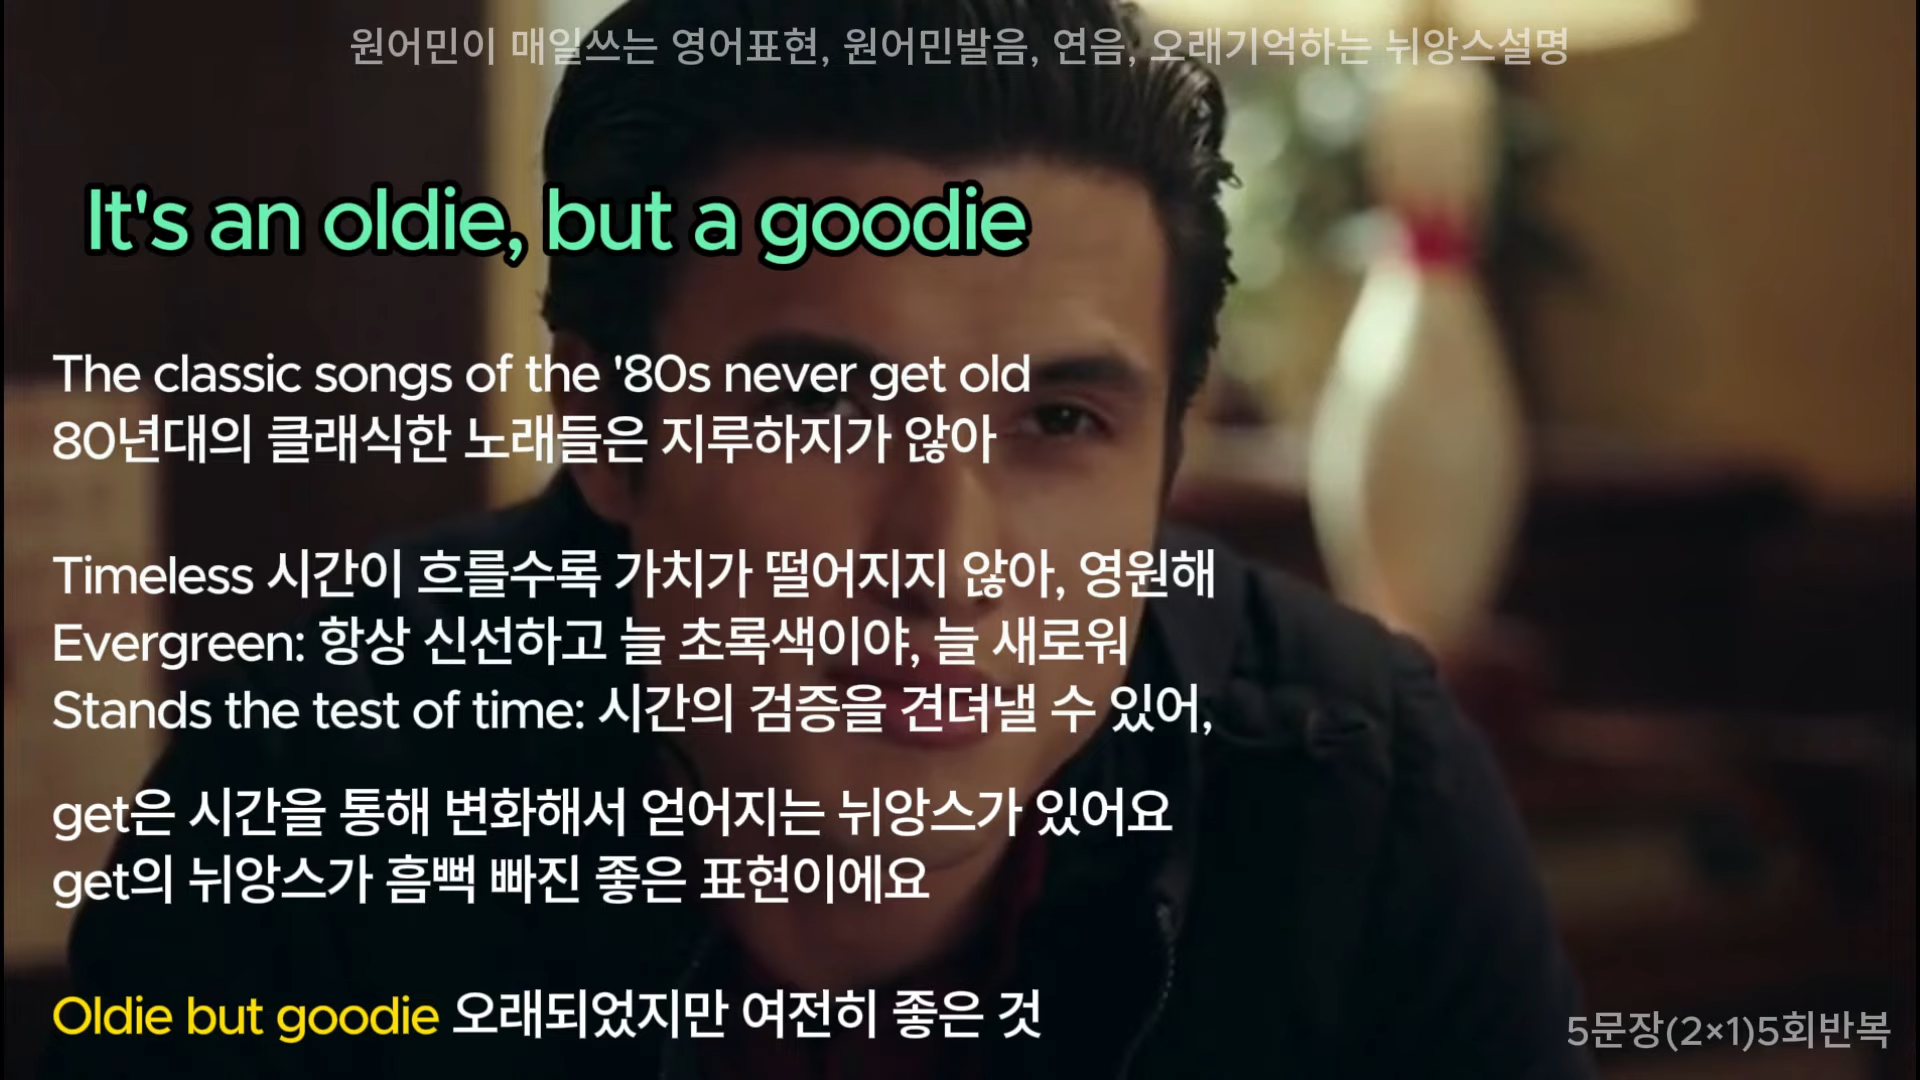 원어민이 매일쓰는 영어표현, 원어민발음, 연음, 오래기억하는 뉘앙스설명
It's an oldie, but a goodie
The classic songs of the '80s never get old
80년대의 클래식한 노래들은 지루하지가 않아
Timeless 시간이 흐를수록 가치가 떨어지지 않아, 영원해
Evergreen: 항상 신선하고 늘 초록색이야, 늘 새로워
Stands the test of time: 시간의 검증을 견뎌낼 수 있어,
get은 시간을 통해 변화해서 얻어지는 뉘앙스가 있어요
get의 뉘앙스가 흠뻑 빠진 좋은 표현이에요
Oldie but goodie 오래되었지만 여전히 좋은 것
5문장(2×1)5회반복